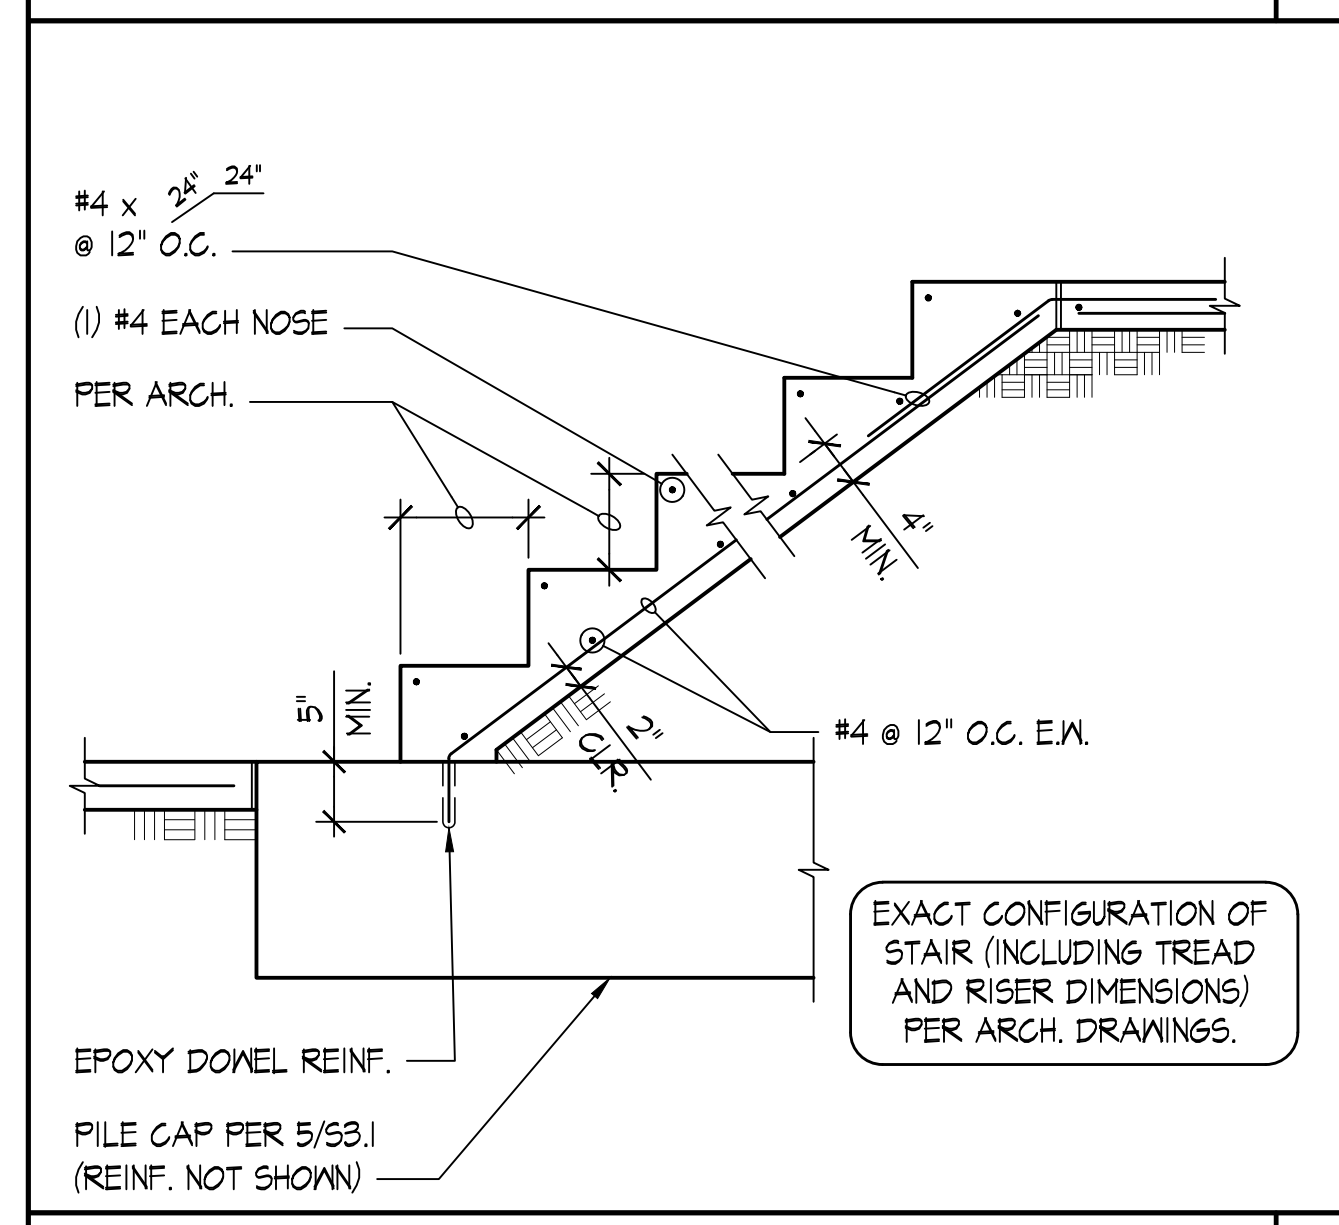 #4 x 24" 24"
@ 12" O.C.
(1) #4 EACH NOSE
PER ARCH.
4"
MIN.
5"
MIN.
2"
CLR.
#4 @ 12" O.C. E.W.
EXACT CONFIGURATION OF
STAIR (INCLUDING TREAD
AND RISER DIMENSIONS)
PER ARCH. DRAWINGS.
EPOXY DOWEL REINF.
PILE CAP PER 5/S3.1
(REINF. NOT SHOWN)